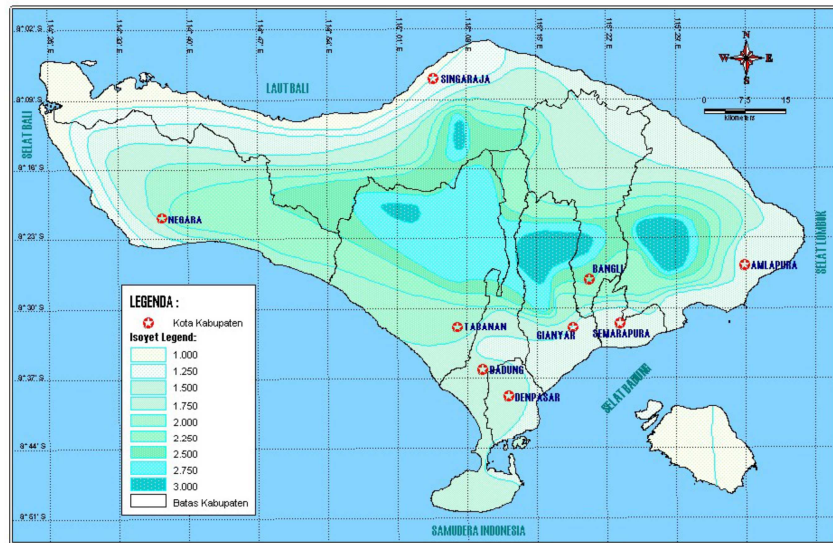 8°02' S
8°09' S
8°16' S
8°23' S
8°30' S
8°37' S
8°44' S
8°51' S
LAUT BALI
SELAT BALI
SINGARAJA
N
W E
S
0 7.5 15
kilometers
SELAT LOMBOK
NEGARA
AMLAPURA
BANGLI
TABANAN
GIANYAR
SEMARAPURA
BADUNG
DENPASAR
SELAT BADUNG
SAMUDERA INDONESIA
LEGENDA :
Kota Kabupaten
Isoyet Legend:
1.000
1.250
1.500
1.750
2.000
2.250
2.500
2.750
3.000
Batas Kabupaten